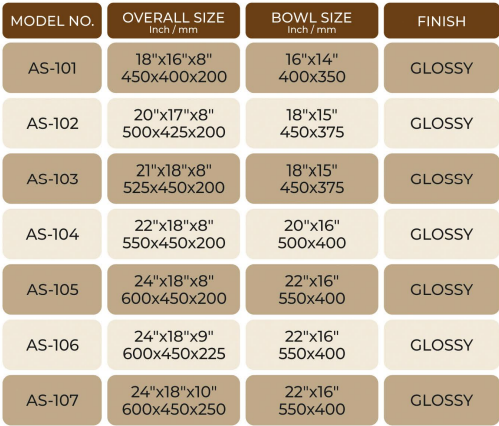 MODEL NO. OVERALL SIZE BOWL SIZE FINISH
Inch / mm Inch / mm
AS-101 18"x16"x8" 16"x14" GLOSSY
450x400x200 400x350
AS-102 20"x17"x8" 18"x15" GLOSSY
500x425x200 450x375
AS-103 21"x18"x8" 18"x15" GLOSSY
525x450x200 450x375
AS-104 22"x18"x8" 20"x16" GLOSSY
550x450x200 500x400
AS-105 24"x18"x8" 22"x16" GLOSSY
600x450x200 550x400
AS-106 24"x18"x9" 22"x16" GLOSSY
600x450x225 550x400
AS-107 24"x18"x10" 22"x16" GLOSSY
600x450x250 550x400